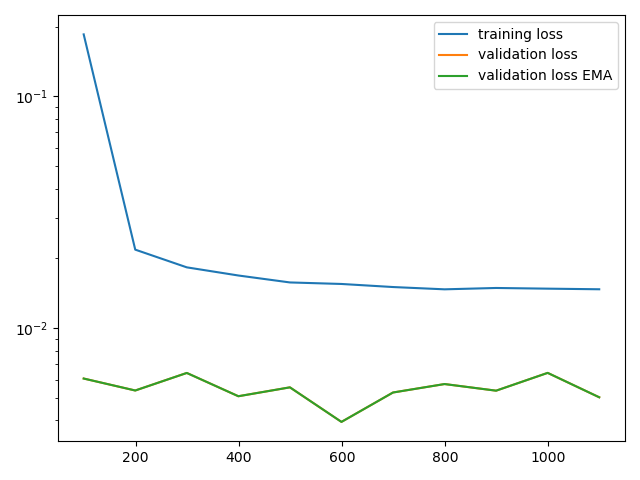 training loss
validation loss
validation loss EMA
10⁻¹
10⁻²
200 400 600 800 1000